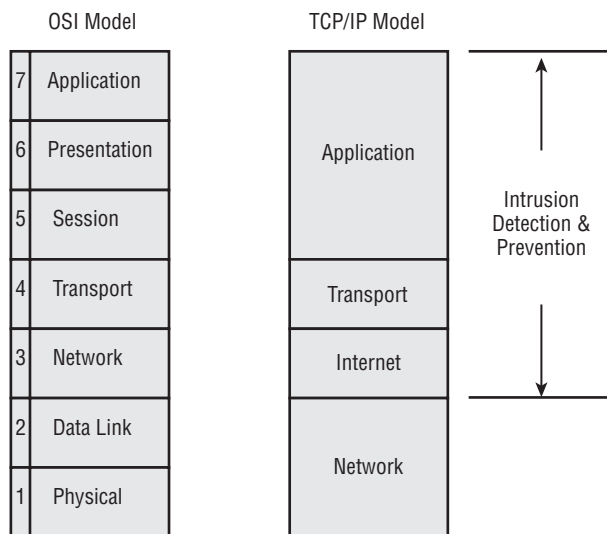 OSI Model
7 Application
6 Presentation
5 Session
4 Transport
3 Network
2 Data Link
1 Physical
TCP/IP Model
Application
Transport
Internet
Network
Intrusion
Detection &
Prevention